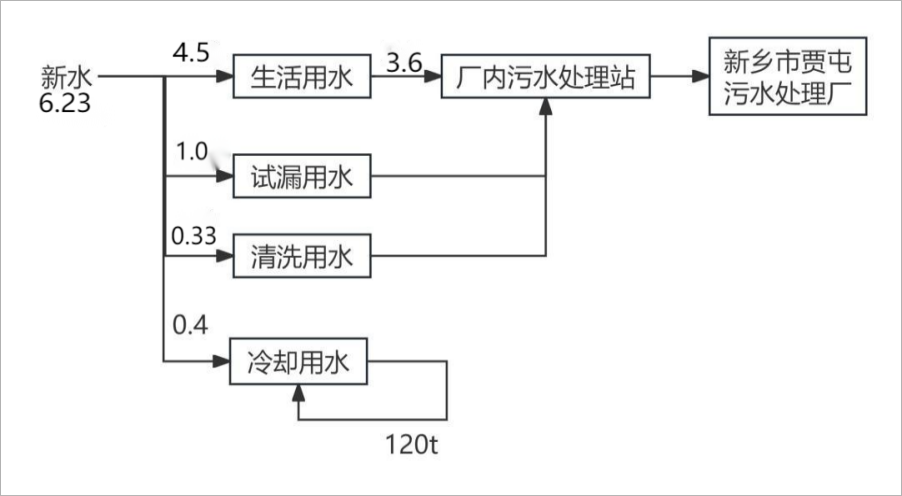 新水
6.23
4.5
生活用水
3.6
厂内污水处理站
新乡市贾屯
污水处理厂
1.0
试漏用水
0.33
清洗用水
0.4
冷却用水
120t